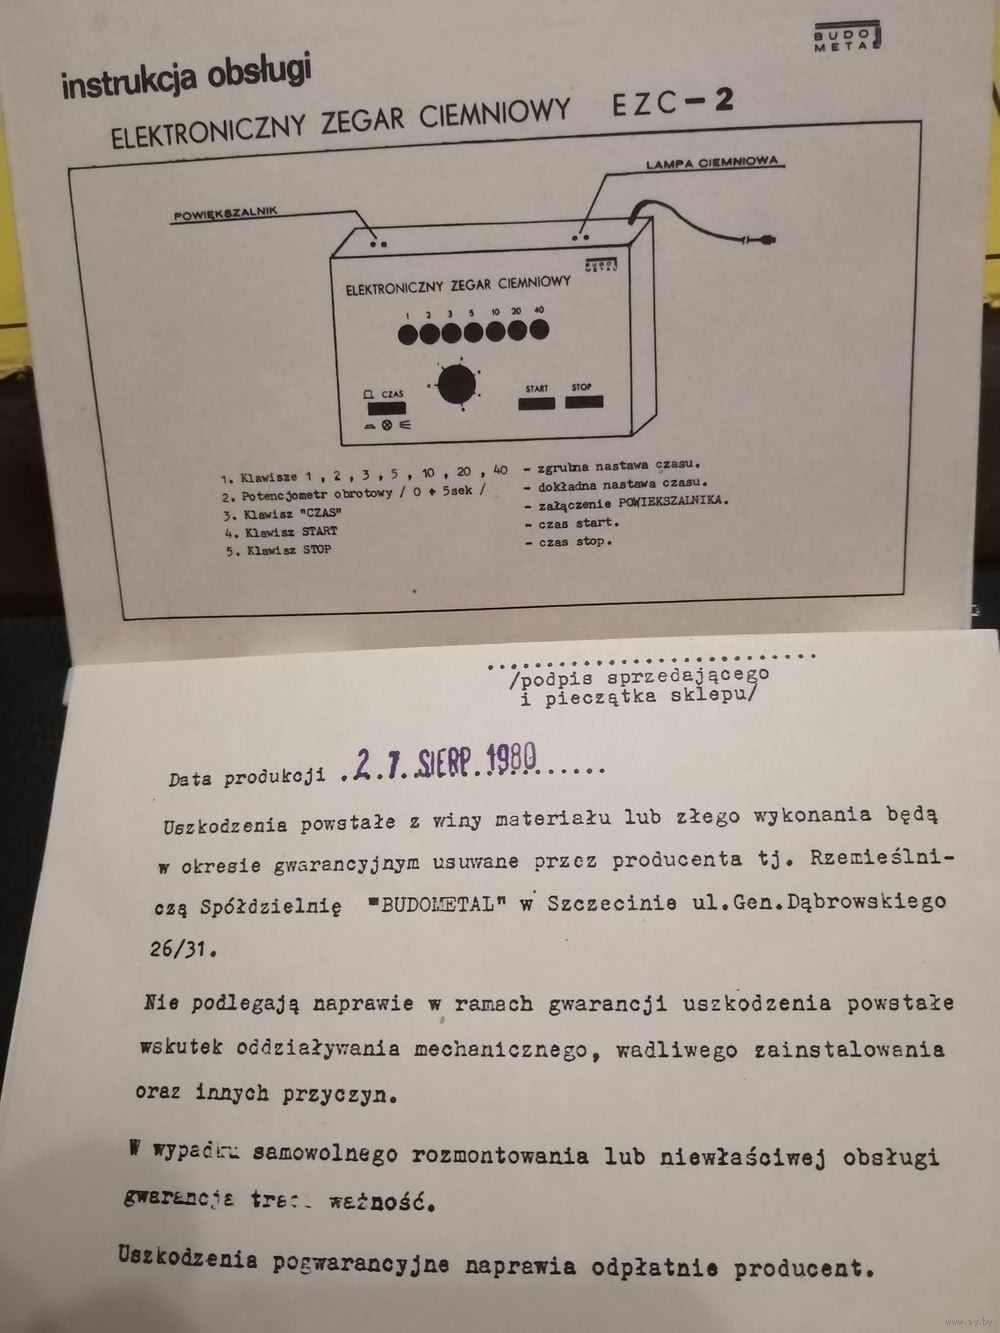 BUDO
METAL
instrukcja obsługi
ELEKTRONICZNY ZEGAR CIEMNIOWY EZC-2
LAMPA CIEMNIOWA
POWIĘKSZALNIK
BUDO
METAL
ELEKTRONICZNY ZEGAR CIEMNIOWY
1 2 3 5 10 20 40
CZAS
START STOP
1. Klawisze 1 , 2 , 3 , 5 , 10 , 20 , 40 - zgrubna nastawa czasu.
2. Potencjometr obrotowy / 0 + 5sek / - dokładna nastawa czasu.
3. Klawisz "CZAS" - załączenie POWIEKSZALNIKA.
4. Klawisz START - czas start.
5. Klawisz STOP - czas stop.
/podpis sprzedającego
i pieczątka sklepu/
Data produkcji 27. SIERP. 1980
Uszkodzenia powstałe z winy materiału lub złego wykonania będą
w okresie gwarancyjnym usuwane przez producenta tj. Rzemieślni-
czą Spółdzielnię "BUDOMETAL" w Szczecinie ul.Gen.Dąbrowskiego
26/31.
Nie podlegają naprawie w ramach gwarancji uszkodzenia powstałe
wskutek oddziaływania mechanicznego, wadliwego zainstalowania
oraz innych przyczyn.
W wypadku samowolnego rozmontowania lub niewłaściwej obsługi
gwarancja traci ważność.
Uszkodzenia pogwarancyjne naprawia odpłatnie producent.
www.ay.by